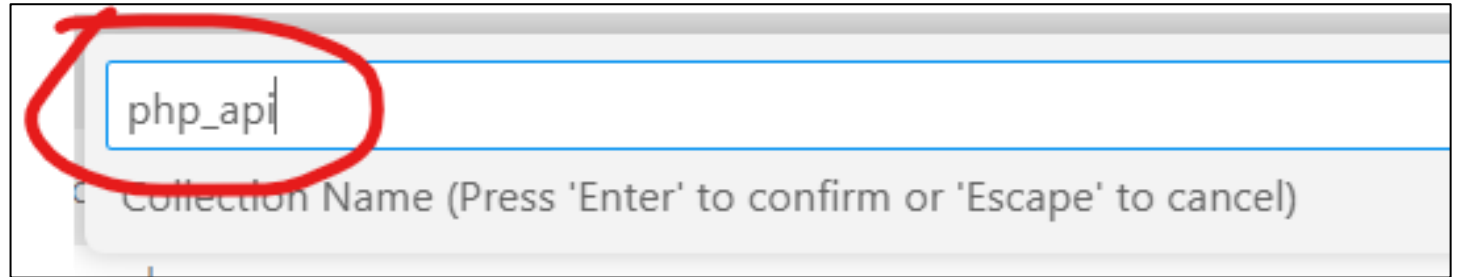 php_api
Collection Name (Press 'Enter' to confirm or 'Escape' to cancel)